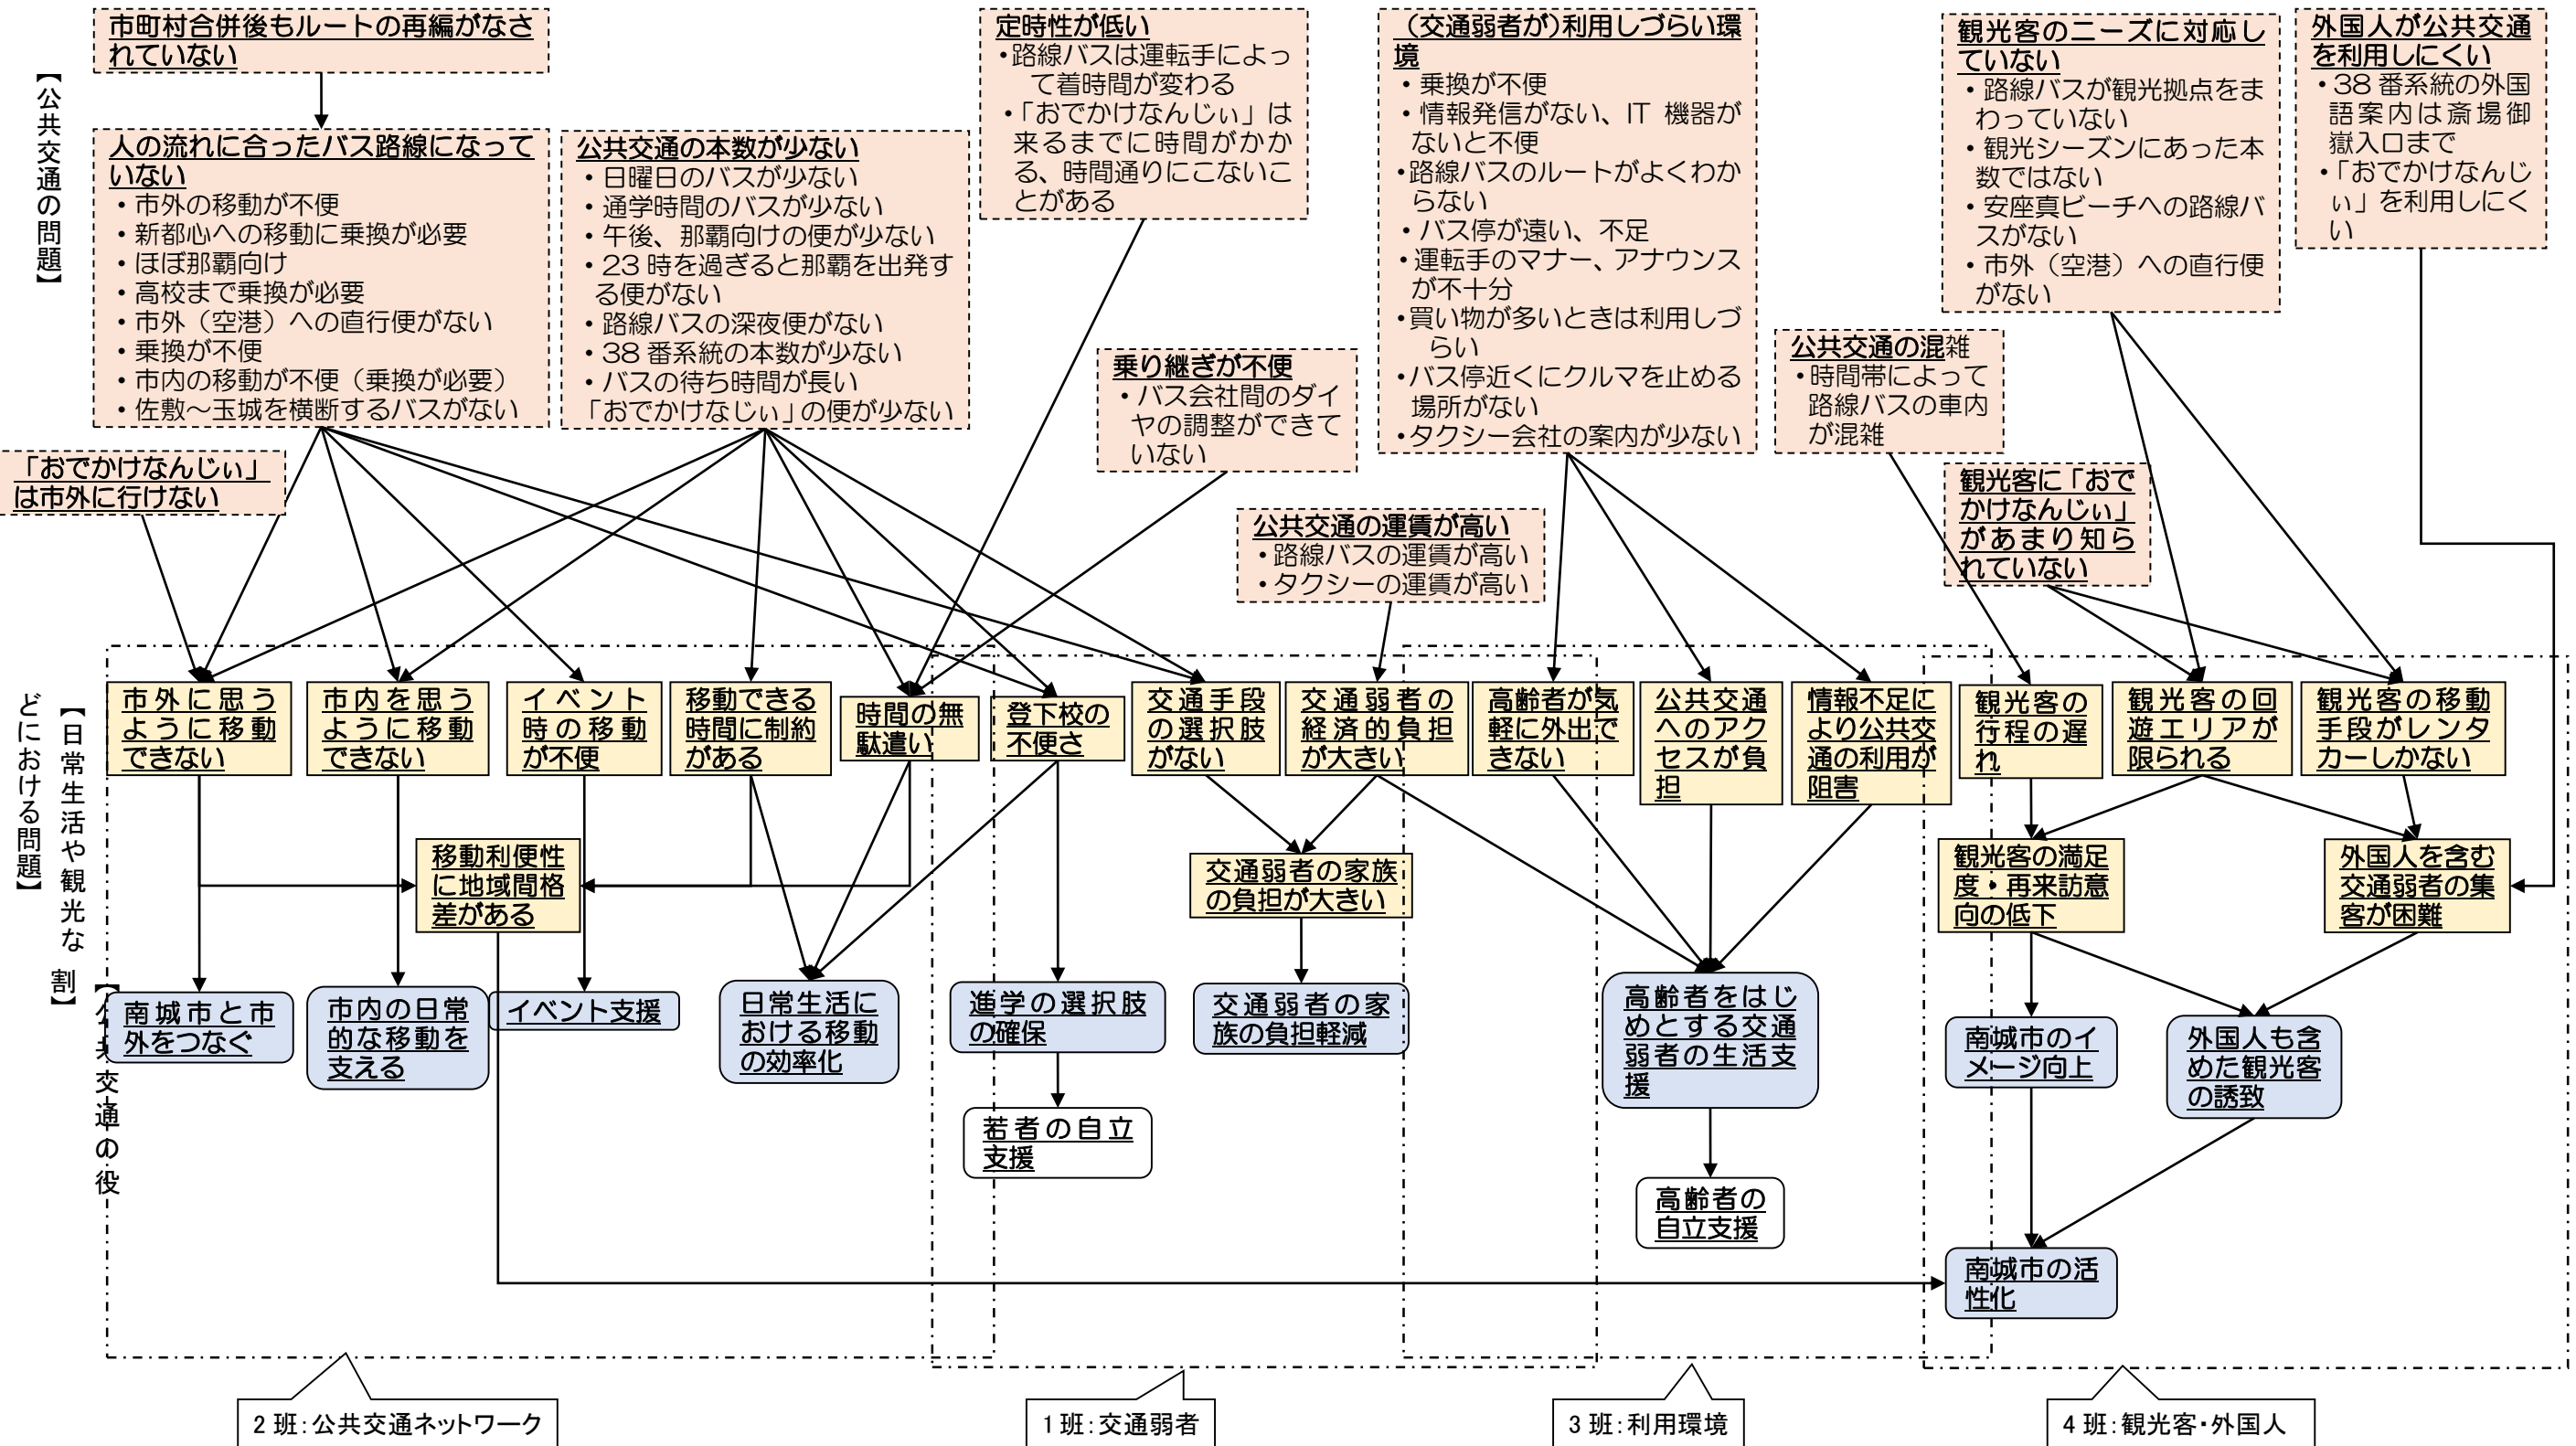 【公共交通の問題】
市町村合併後もルートの再編がなさ
れていない
人の流れに合ったバス路線になって
いない
・市外の移動が不便
・新都心への移動に乗換が必要
・ほぼ那覇向け
・高校まで乗換が必要
・市外（空港）への直行便がない
・乗換が不便
・市内の移動が不便（乗換が必要）
・佐敷～玉城を横断するバスがない
公共交通の本数が少ない
・日曜日のバスが少ない
・通学時間のバスが少ない
・午後、那覇向けの便が少ない
・23 時を過ぎると那覇を出発す
る便がない
・路線バスの深夜便がない
・38 番系統の本数が少ない
・バスの待ち時間が長い
「おでかけなじぃ」の便が少ない
定時性が低い
・路線バスは運転手によっ
て着時間が変わる
・「おでかけなんじぃ」は
来るまでに時間がかか
る、時間通りにこないこ
とがある
（交通弱者が)利用しづらい環
境
・乗換が不便
・情報発信がない、IT 機器が
ないと不便
・路線バスのルートがよくわか
らない
・バス停が遠い、不足
・運転手のマナー、アナウンス
が不十分
・買い物が多いときは利用しづ
らい
・バス停近くにクルマを止める
場所がない
・タクシー会社の案内が少ない
観光客のニーズに対応し
ていない
・路線バスが観光拠点をま
わっていない
・観光シーズンにあった本
数ではない
・安座真ビーチへの路線バ
スがない
・市外（空港）への直行便
がない
外国人が公共交通
を利用しにくい
・38 番系統の外国
語案内は斎場御
嶽入口まで
・「おでかけなんじ
ぃ」を利用しにく
い
「おでかけなんじぃ」
は市外に行けない
乗り継ぎが不便
・バス会社間のダイ
ヤの調整ができて
いない
公共交通の混雑
・時間帯によって
路線バスの車内
が混雑
公共交通の運賃が高い
・路線バスの運賃が高い
・タクシーの運賃が高い
観光客に「おで
かけなんじぃ」
があまり知ら
れていない
【日常生活や観光な
どにおける問題】
市外に思う
ように移動
できない
市内を思う
ように移動
できない
イベント
時の移動
が不便
移動できる
時間に制約
がある
時間の無
駄遣い
登下校の
不便さ
交通手段
の選択肢
がない
交通弱者の
経済的負担
が大きい
高齢者が気
軽に外出で
きない
公共交通
へのアク
セスが負
担
情報不足に
より公共交
通の利用が
阻害
観光客の
行程の遅
れ
観光客の回
遊エリアが
限られる
観光客の移動
手段がレンタ
カーしかない
移動利便性
に地域間格
差がある
交通弱者の家族
の負担が大きい
観光客の満足
度・再来訪意
向の低下
外国人を含む
交通弱者の集
客が困難
【公共交通の役
割】
南城市と市
外をつなぐ
市内の日常
的な移動を
支える
イベント支援
日常生活に
おける移動
の効率化
進学の選択肢
の確保
交通弱者の家
族の負担軽減
高齢者をはじ
めとする交通
弱者の生活支
援
南城市のイ
メージ向上
外国人も含
めた観光客
の誘致
若者の自立
支援
高齢者の
自立支援
南城市の活
性化
2 班：公共交通ネットワーク
1 班：交通弱者
3 班：利用環境
4 班：観光客・外国人